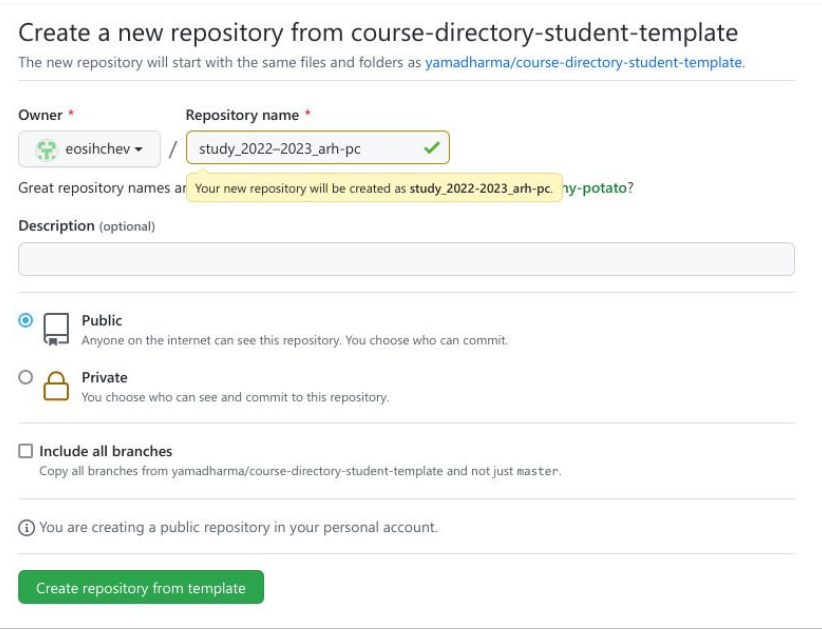 Create a new repository from course-directory-student-template
The new repository will start with the same files and folders as yamadharma/course-directory-student-template.
Owner * Repository name *
eosihchev / study_2022–2023_arh-pc
Great repository names ar
Your new repository will be created as study_2022-2023_arh-pc.
ny-potato?
Description (optional)
Public
Anyone on the internet can see this repository. You choose who can commit.
Private
You choose who can see and commit to this repository.
Include all branches
Copy all branches from yamadharma/course-directory-student-template and not just master.
You are creating a public repository in your personal account.
Create repository from template